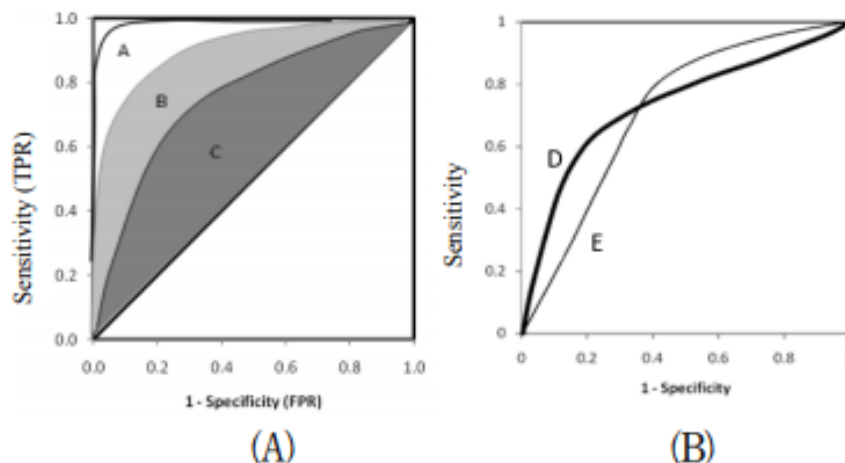 Sensitivity (TPR)
1.0
0.8
0.6
0.4
0.2
0.0
A
B
C
0.0 0.2 0.4 0.6 0.8 1.0
1 - Specificity (FPR)
(A)
Sensitivity
1
0.8
0.6
0.4
0.2
0
D
E
0 0.2 0.4 0.6 0.8
1 - Specificity
(B)